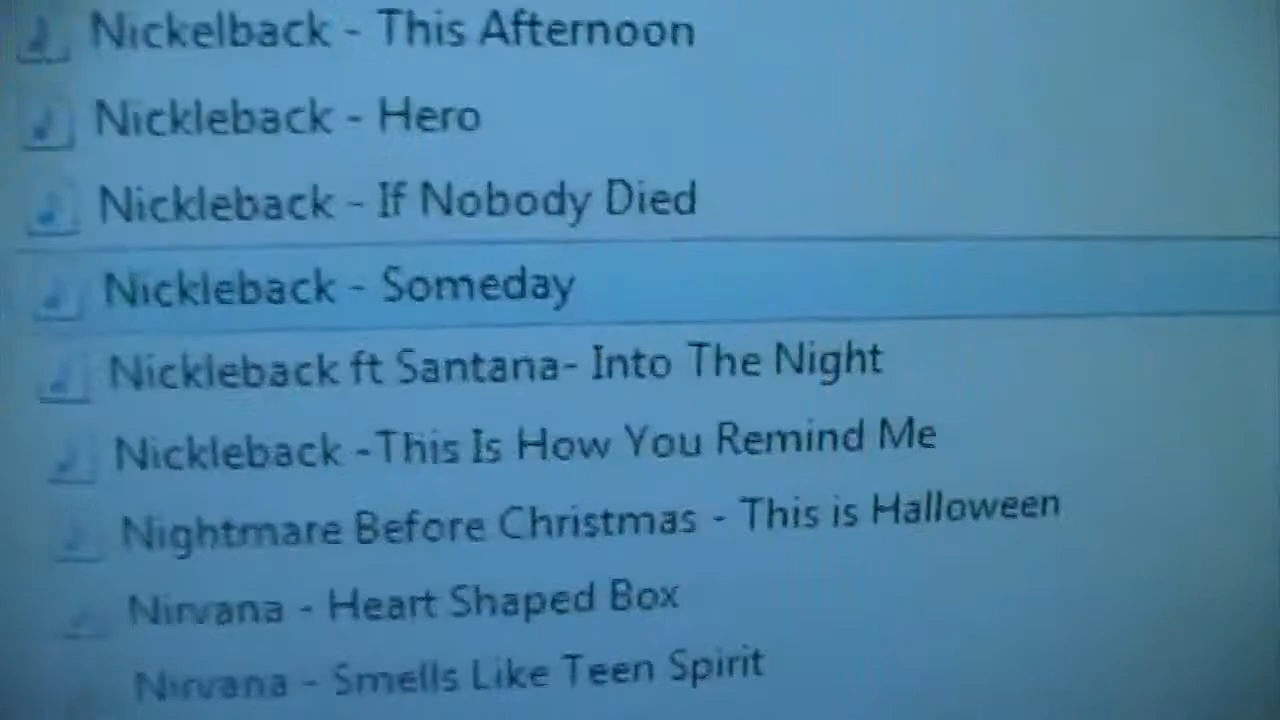 Nickelback - This Afternoon
Nickleback - Hero
Nickleback - If Nobody Died
Nickleback - Someday
Nickleback ft Santana- Into The Night
Nickleback -This Is How You Remind Me
Nightmare Before Christmas - This is Halloween
Nirvana - Heart Shaped Box
Nirvana - Smells Like Teen Spirit